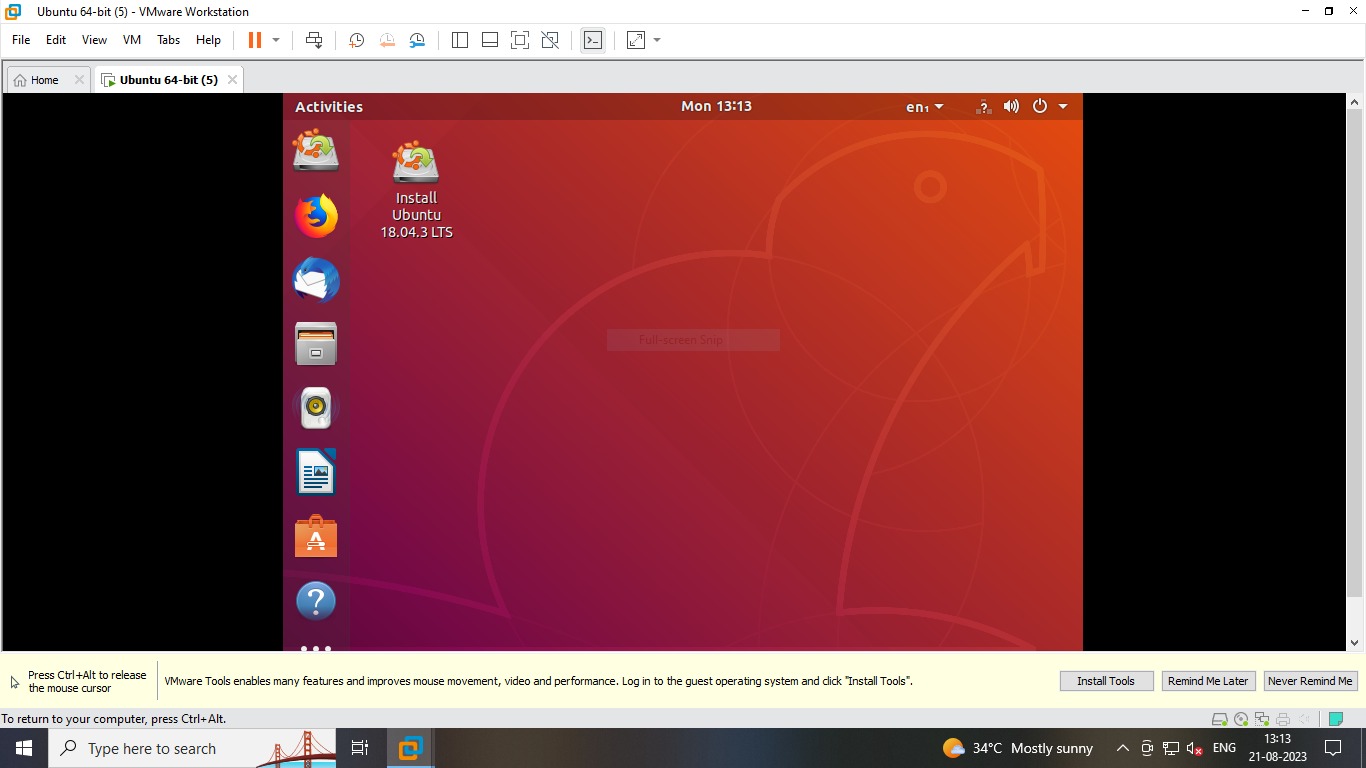 Ubuntu 64-bit (5) - VMware Workstation
File Edit View VM Tabs Help
Home
Ubuntu 64-bit (5)
Activities
Mon 13:13
en₁
Install
Ubuntu
18.04.3 LTS
Full-screen Snip
Press Ctrl+Alt to release
the mouse cursor
VMware Tools enables many features and improves mouse movement, video and performance. Log in to the guest operating system and click "Install Tools".
Install Tools
Remind Me Later
Never Remind Me
To return to your computer, press Ctrl+Alt.
Type here to search
34°C Mostly sunny
ENG
13:13
21-08-2023